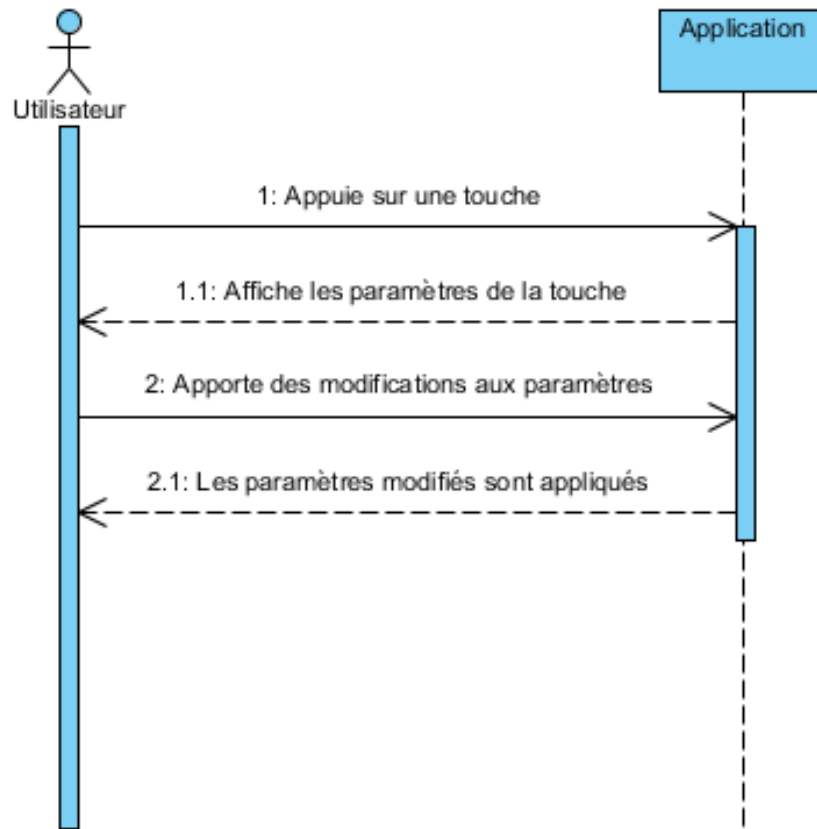 Utilisateur
Application
1: Appuie sur une touche
1.1: Affiche les paramètres de la touche
2: Apporte des modifications aux paramètres
2.1: Les paramètres modifiés sont appliqués